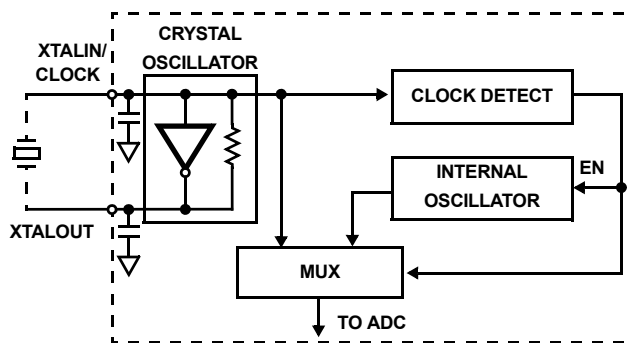 CRYSTAL
OSCILLATOR
XTALIN/
CLOCK
CLOCK DETECT
INTERNAL
OSCILLATOR
EN
XTALOUT
MUX
TO ADC